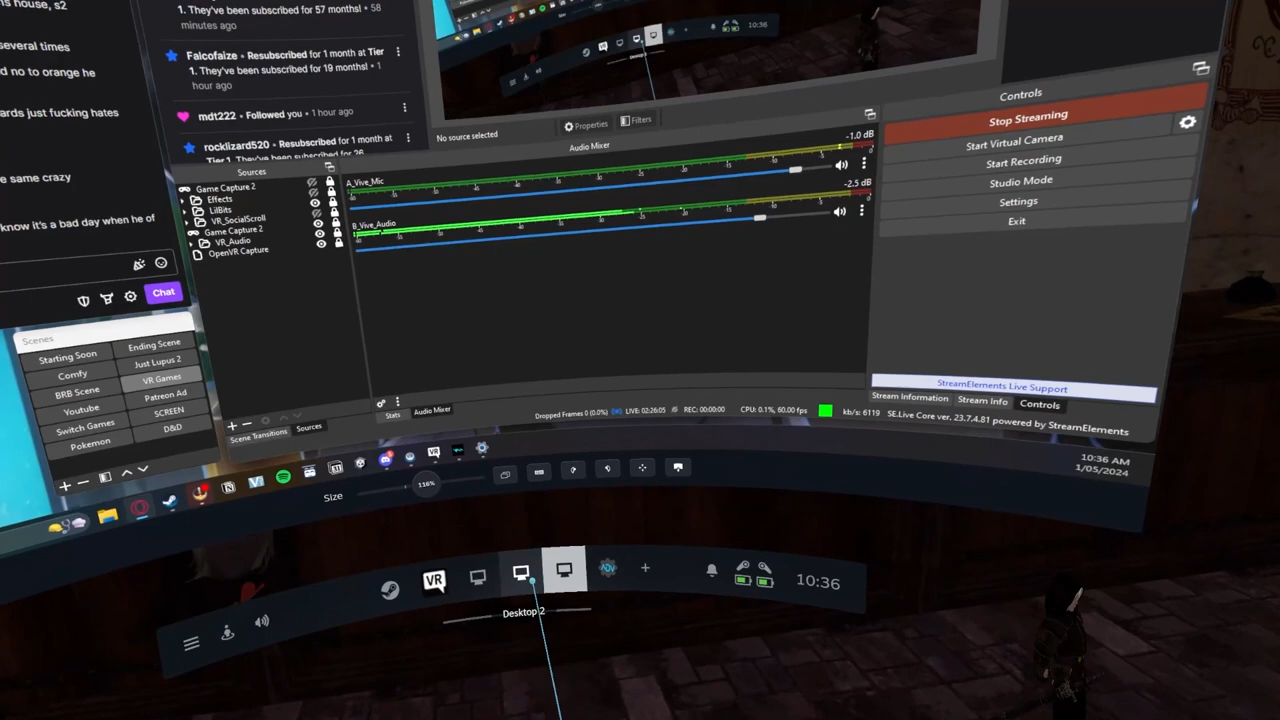 1. They've been subscribed for 57 months! • 58
minutes ago
Falcofaize • Resubscribed for 1 month at Tier
1. They've been subscribed for 19 months! • 1
hour ago
mdt222 • Followed you • 1 hour ago
rocklizard520 • Resubscribed for 1 month at
Tier 1. They've been subscribed for 26
s house, s2
several times
d no to orange he
ards just fucking hates
e same crazy
know it's a bad day when he of
Chat
10:36
No source selected
Properties
Filters
Audio Mixer
Sources
Game Capture 2
Effects
LilBits
VR_SocialScroll
Game Capture 2
VR_Audio
OpenVR Capture
A_Vive_Mic
-1.0 dB
B_Vive_Audio
-2.5 dB
Controls
Stop Streaming
Start Virtual Camera
Start Recording
Studio Mode
Settings
Exit
Scenes
Starting Soon
Ending Scene
Comfy
Just Lupus 2
BRB Scene
VR Games
Youtube
Patreon Ad
Switch Games
SCREEN
Pokemon
D&D
Scene Transitions
Sources
Stats
Audio Mixer
StreamElements Live Support
Stream Information
Stream Info
Controls
Dropped Frames 0 (0.0%)
LIVE: 02:26:05
REC: 00:00:00
CPU: 0.1%, 60.00 fps
kb/s: 6119
SE.Live Core ver. 23.7.4.81 powered by StreamElements
10:36 AM
1/05/2024
Size
116%
VR
Desktop 2
10:36